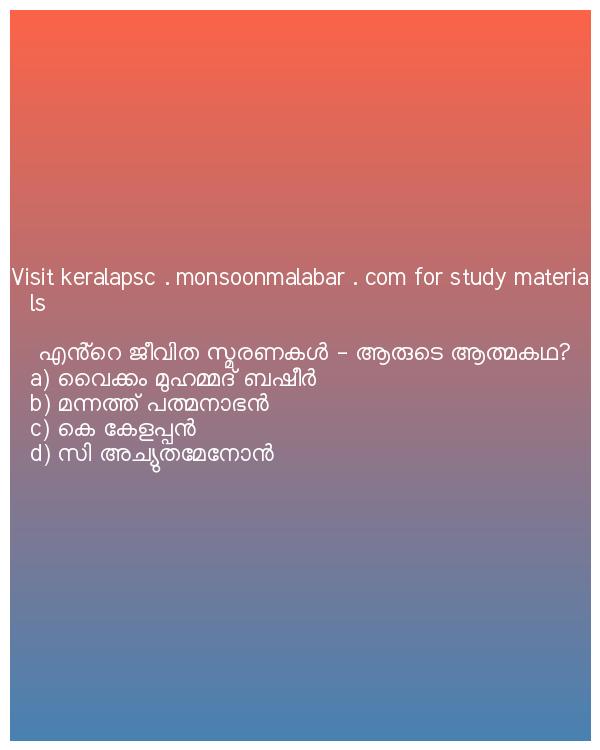 Visit keralapsc . monsoonmalabar . com for study materia
ls
എൻ്റെ ജീവിത സ്മരണകൾ - ആരുടെ ആത്മകഥ?
a) വൈക്കം മുഹമ്മദ് ബഷീർ
b) മന്നത്ത് പത്മനാഭൻ
c) കെ കേളപ്പൻ
d) സി അച്യുതമേനോൻ